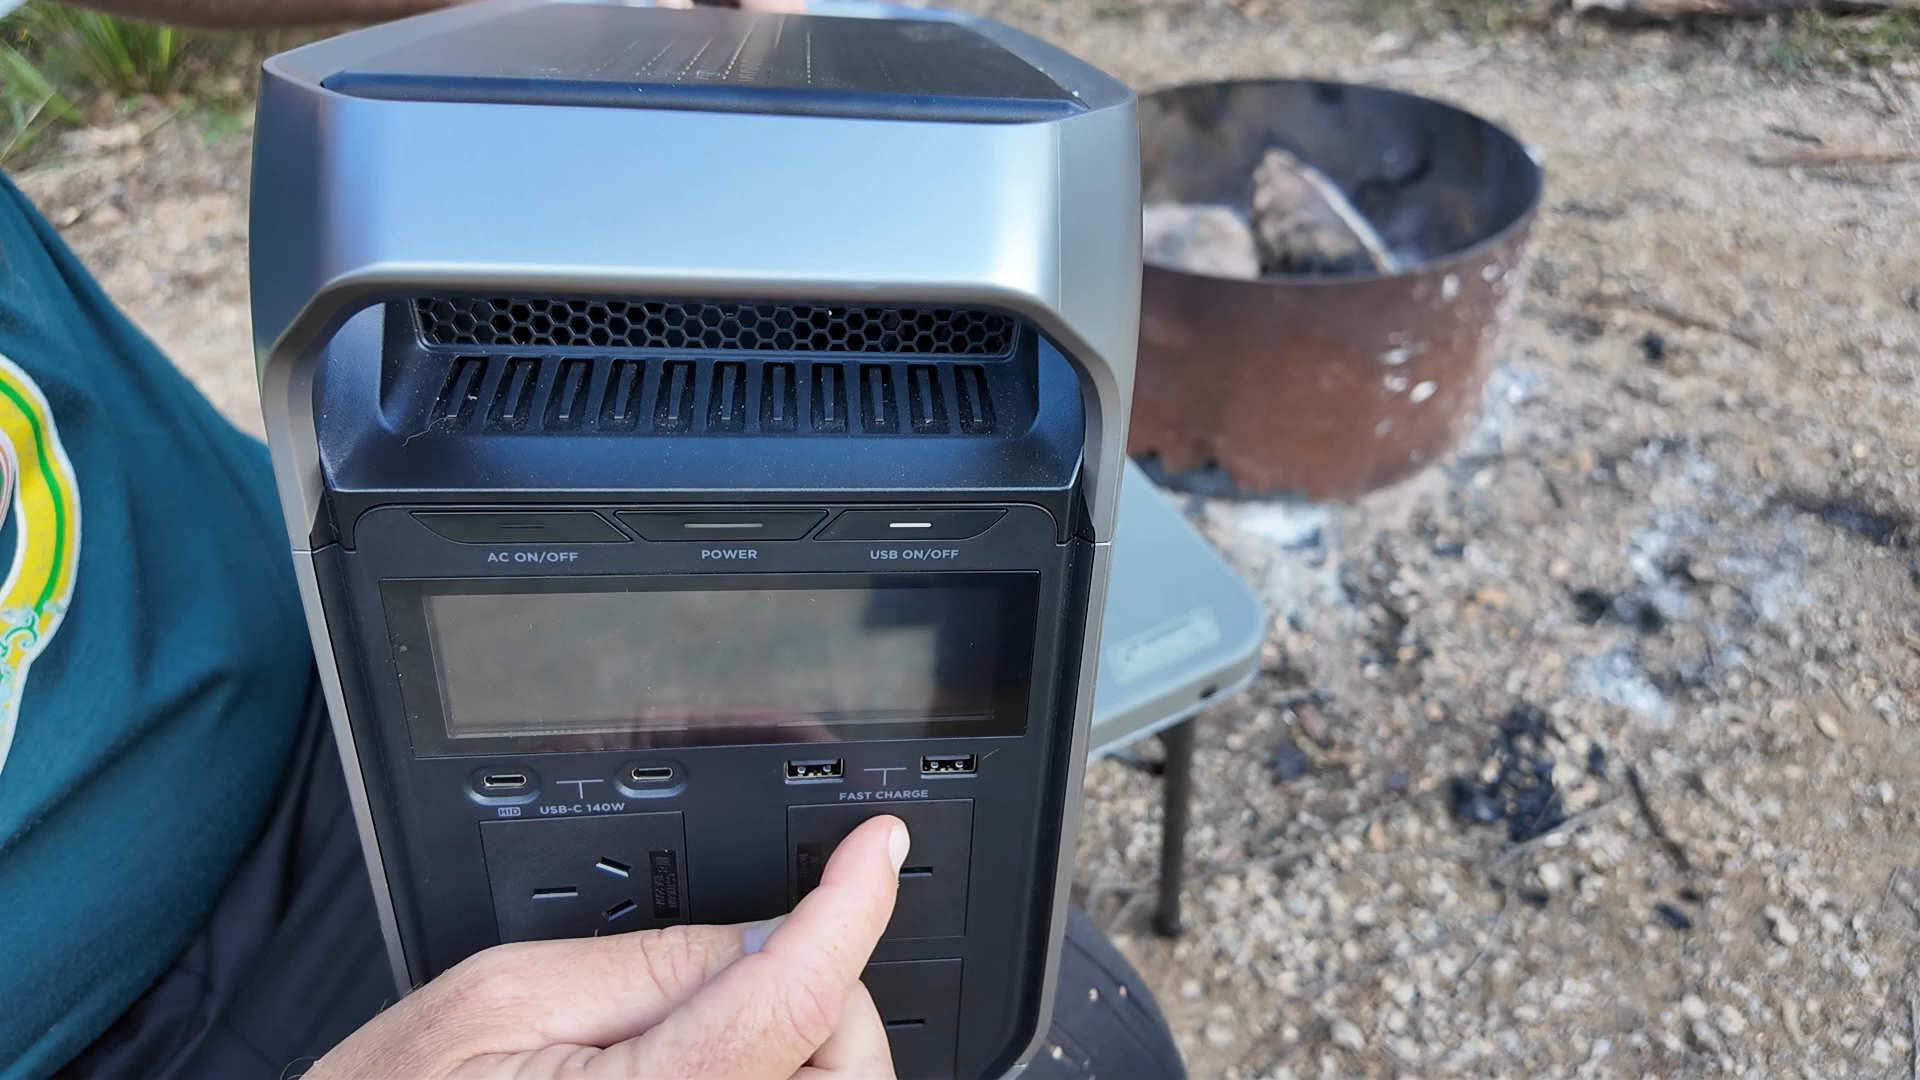 AC ON/OFF
POWER
USB ON/OFF
HID
USB-C 140W
FAST CHARGE